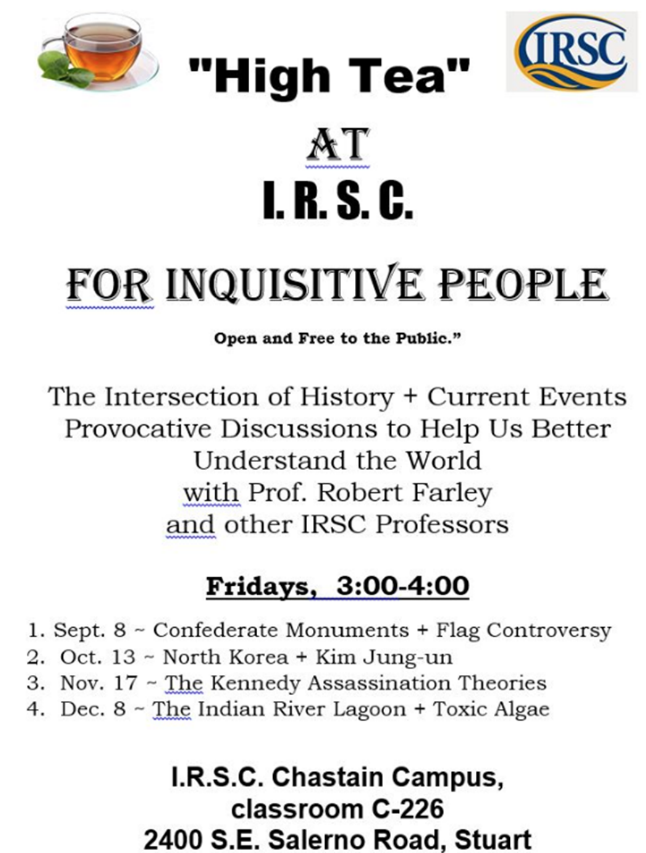 "High Tea"
IRSC
AT
I. R. S. C.
FOR INQUISITIVE PEOPLE
Open and Free to the Public.”
The Intersection of History + Current Events
Provocative Discussions to Help Us Better
Understand the World
with Prof. Robert Farley
and other IRSC Professors
Fridays, 3:00-4:00
1. Sept. 8 ~ Confederate Monuments + Flag Controversy
2. Oct. 13 ~ North Korea + Kim Jung-un
3. Nov. 17 ~ The Kennedy Assassination Theories
4. Dec. 8 ~ The Indian River Lagoon + Toxic Algae
I.R.S.C. Chastain Campus,
classroom C-226
2400 S.E. Salerno Road, Stuart